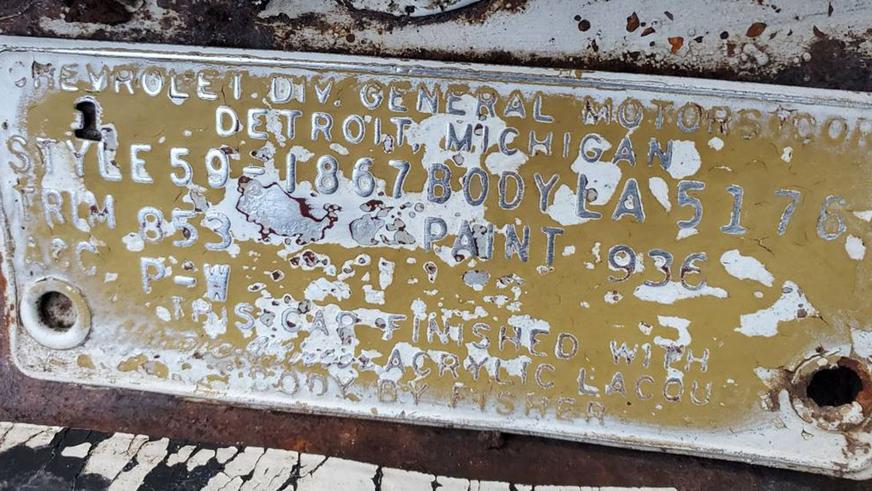 CHEVROLET DIV. GENERAL MOTORS COR
DETROIT, MICHIGAN
STYLE 59-1867 BODY LA 5176
TRIM 853 PAINT 936
ACC P-W
THIS CAR FINISHED WITH
ACRYLIC LACQU
BODY BY FISHER